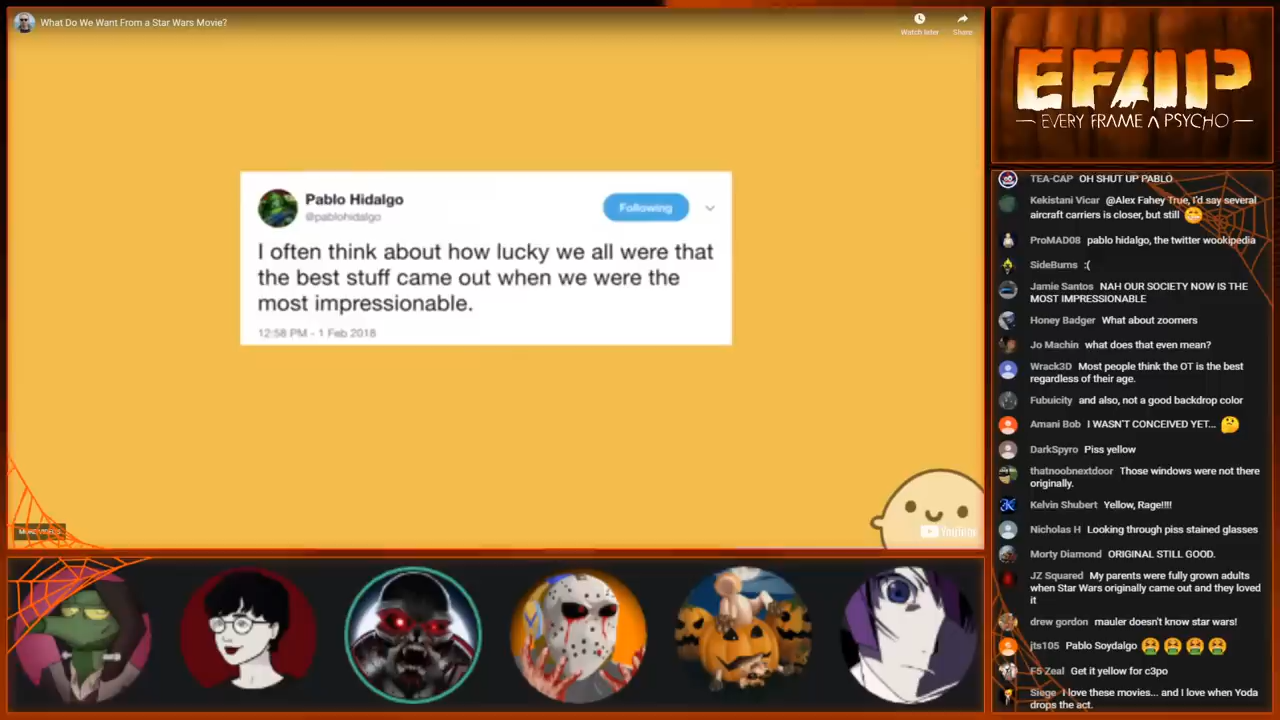 What Do We Want From a Star Wars Movie?
Watch later
Share
Pablo Hidalgo
@pablohidalgo
Following
I often think about how lucky we all were that
the best stuff came out when we were the
most impressionable.
12:58 PM - 1 Feb 2018
YouTube
EFAP
EVERY FRAME A PSYCHO
TEA-CAP OH SHUT UP PABLO
Kekistani Vicar @Alex Fahey True, I'd say several
aircraft carriers is closer, but still 😁
ProMAD08 pablo hidalgo, the twitter wookipedia
SideBurns :(
Jamie Santos NAH OUR SOCIETY NOW IS THE
MOST IMPRESSIONABLE
Honey Badger What about zoomers
Jo Machin what does that even mean?
Wrack3D Most people think the OT is the best
regardless of their age.
Fubuicity and also, not a good backdrop color
Amani Bob I WASN'T CONCEIVED YET... 🤔
DarkSpyro Piss yellow
thatnoobnextdoor Those windows were not there
originally.
Kelvin Shubert Yellow, Rage!!!!
Nicholas H Looking through piss stained glasses
Morty Diamond ORIGINAL STILL GOOD.
JZ Squared My parents were fully grown adults
when Star Wars originally came out and they loved
it
drew gordon mauler doesn't know star wars!
jts105 Pablo Soydalgo 🤮 🤮 🤮 🤮
F5 Zeal Get it yellow for c3po
Siege I love these movies... and I love when Yoda
drops the act.